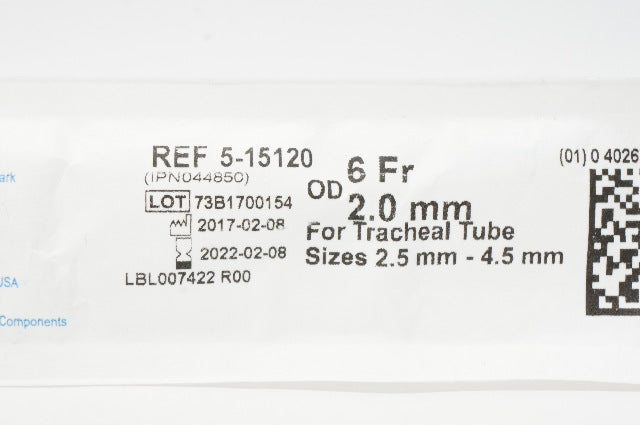 REF 5-15120
(IPN044850)
LOT 73B1700154
2017-02-08
2022-02-08
LBL007422 R00
6 Fr
OD 2.0 mm
For Tracheal Tube
Sizes 2.5 mm - 4.5 mm
(01) 0 4026
ark
USA
Components